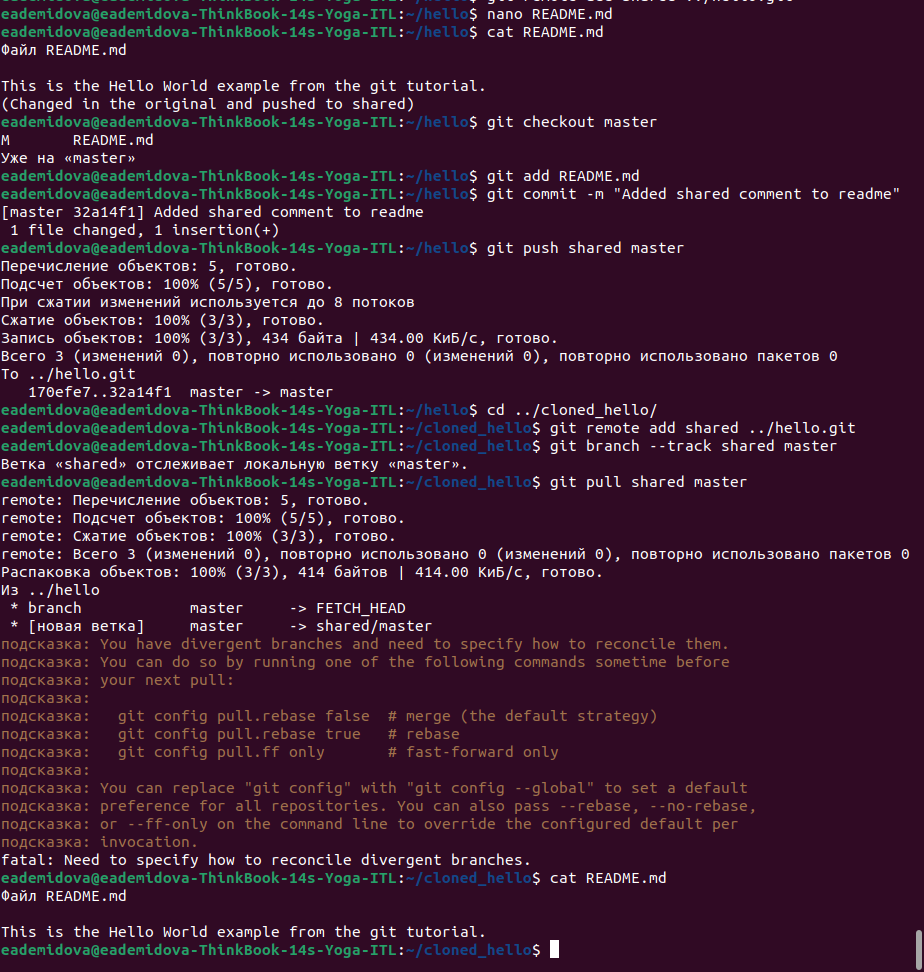 eademidova@eademidova-ThinkBook-14s-Yoga-ITL:~/hello$ nano README.md
eademidova@eademidova-ThinkBook-14s-Yoga-ITL:~/hello$ cat README.md
Файл README.md
This is the Hello World example from the git tutorial.
(Changed in the original and pushed to shared)
eademidova@eademidova-ThinkBook-14s-Yoga-ITL:~/hello$ git checkout master
M       README.md
Уже на «master»
eademidova@eademidova-ThinkBook-14s-Yoga-ITL:~/hello$ git add README.md
eademidova@eademidova-ThinkBook-14s-Yoga-ITL:~/hello$ git commit -m "Added shared comment to readme"
[master 32a14f1] Added shared comment to readme
 1 file changed, 1 insertion(+)
eademidova@eademidova-ThinkBook-14s-Yoga-ITL:~/hello$ git push shared master
Перечисление объектов: 5, готово.
Подсчет объектов: 100% (5/5), готово.
При сжатии изменений используется до 8 потоков
Сжатие объектов: 100% (3/3), готово.
Запись объектов: 100% (3/3), 434 байта | 434.00 КиБ/с, готово.
Всего 3 (изменений 0), повторно использовано 0 (изменений 0), повторно использовано пакетов 0
To ../hello.git
   170efe7..32a14f1  master -> master
eademidova@eademidova-ThinkBook-14s-Yoga-ITL:~/hello$ cd ../cloned_hello/
eademidova@eademidova-ThinkBook-14s-Yoga-ITL:~/cloned_hello$ git remote add shared ../hello.git
eademidova@eademidova-ThinkBook-14s-Yoga-ITL:~/cloned_hello$ git branch --track shared master
Ветка «shared» отслеживает локальную ветку «master».
eademidova@eademidova-ThinkBook-14s-Yoga-ITL:~/cloned_hello$ git pull shared master
remote: Перечисление объектов: 5, готово.
remote: Подсчет объектов: 100% (5/5), готово.
remote: Сжатие объектов: 100% (3/3), готово.
remote: Всего 3 (изменений 0), повторно использовано 0 (изменений 0), повторно использовано пакетов 0
Распаковка объектов: 100% (3/3), 414 байтов | 414.00 КиБ/с, готово.
Из ../hello
 * branch            master     -> FETCH_HEAD
 * [новая ветка]     master     -> shared/master
подсказка: You have divergent branches and need to specify how to reconcile them.
подсказка: You can do so by running one of the following commands sometime before
подсказка: your next pull:
подсказка:
подсказка:   git config pull.rebase false  # merge (the default strategy)
подсказка:   git config pull.rebase true   # rebase
подсказка:   git config pull.ff only       # fast-forward only
подсказка:
подсказка: You can replace "git config" with "git config --global" to set a default
подсказка: preference for all repositories. You can also pass --rebase, --no-rebase,
подсказка: or --ff-only on the command line to override the configured default per
подсказка: invocation.
fatal: Need to specify how to reconcile divergent branches.
eademidova@eademidova-ThinkBook-14s-Yoga-ITL:~/cloned_hello$ cat README.md
Файл README.md
This is the Hello World example from the git tutorial.
eademidova@eademidova-ThinkBook-14s-Yoga-ITL:~/cloned_hello$